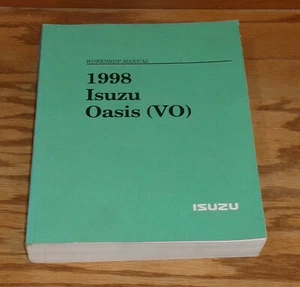 WORKSHOP MANUAL
1998
Isuzu
Oasis (VO)
ISUZU